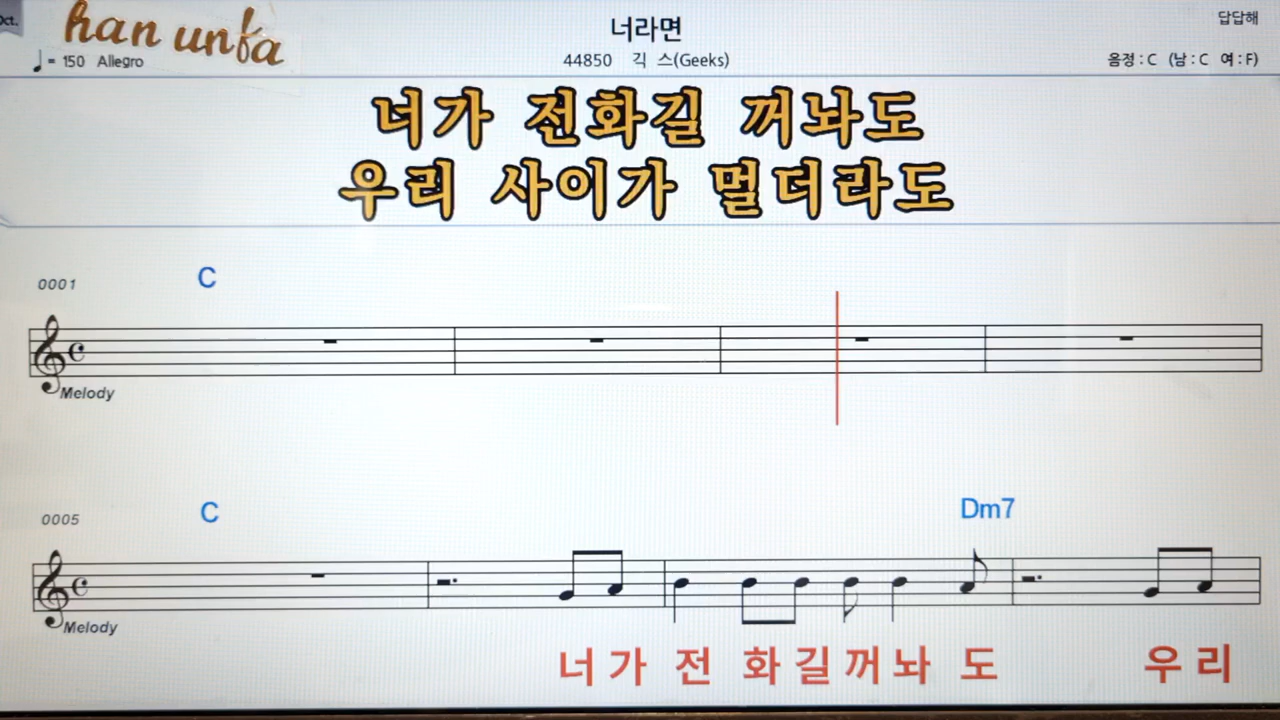 Oct.
han unfa
너라면
답답해
♩= 150 Allegro
44850 긱 스(Geeks)
음정 : C (남 : C 여 : F)
너가 전화길 꺼놔도
우리 사이가 멀더라도
0001 C
Melody
0005 C Dm7
Melody
너 가 전 화 길 꺼 놔 도 우 리